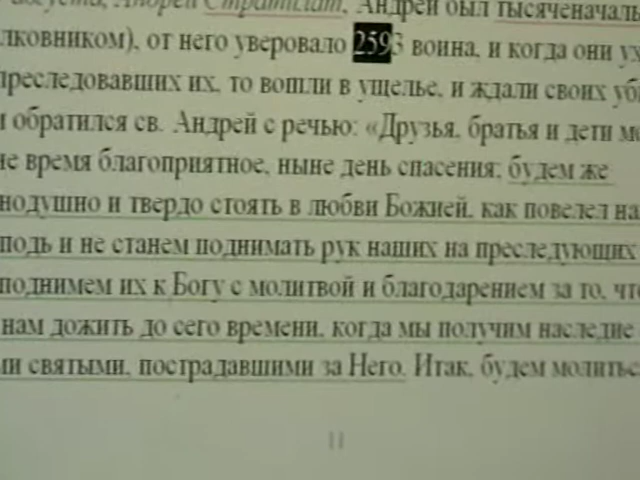 августа, Андрей Стратилат. Андрей был тысяченачаль
лковником), от него уверовало 2593 воина, и когда они ух
преследовавших их, то вошли в ущелье, и ждали своих уби
и обратился св. Андрей с речью: «Друзья, братья и дети мо
не время благоприятное, ныне день спасения; будем же
нодушно и твердо стоять в любви Божией, как повелел на
подь и не станем поднимать рук наших на преследующих
поднимем их к Богу с молитвой и благодарением за то, что
нам дожить до сего времени, когда мы получим наследие
ми святыми, пострадавшими за Него. Итак, будем молитьс
11